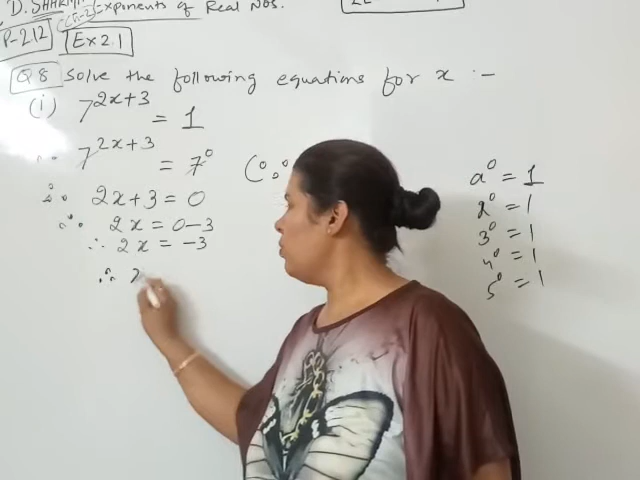 D. SHARMA (Ch-2) Exponents of Real Nos.
P-2.12 Ex 2.1
Q8 Solve the following equations for x :-
(i) 7^{2x+3} = 1
∴ 7^{2x+3} = 7^0 (∵
∴ 2x+3 = 0
∴ 2x = 0-3
∴ 2x = -3
∴
a^0 = 1
2^0 = 1
3^0 = 1
4^0 = 1
5^0 = 1